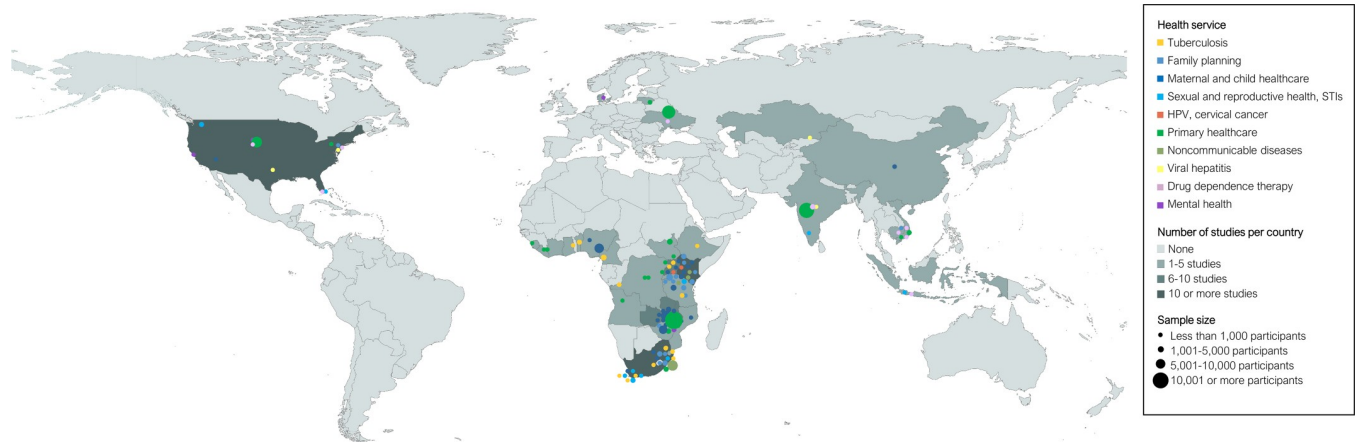 Health service
Tuberculosis
Family planning
Maternal and child healthcare
Sexual and reproductive health, STIs
HPV, cervical cancer
Primary healthcare
Noncommunicable diseases
Viral hepatitis
Drug dependence therapy
Mental health
Number of studies per country
None
1-5 studies
6-10 studies
10 or more studies
Sample size
Less than 1,000 participants
1,001-5,000 participants
5,001-10,000 participants
10,001 or more participants